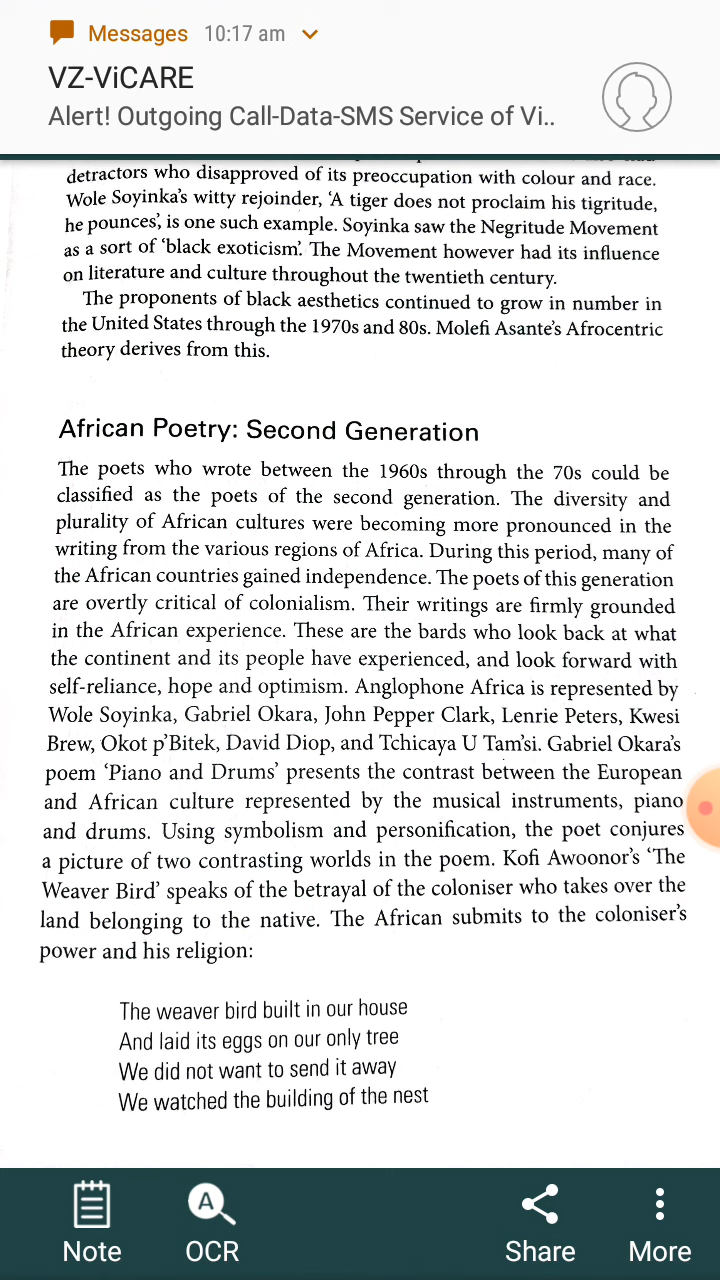 Messages 10:17 am
VZ-ViCARE
Alert! Outgoing Call-Data-SMS Service of Vi..
detractors who disapproved of its preoccupation with colour and race.
Wole Soyinka's witty rejoinder, 'A tiger does not proclaim his tigritude,
he pounces', is one such example. Soyinka saw the Negritude Movement
as a sort of 'black exoticism'. The Movement however had its influence
on literature and culture throughout the twentieth century.
The proponents of black aesthetics continued to grow in number in
the United States through the 1970s and 80s. Molefi Asante's Afrocentric
theory derives from this.
African Poetry: Second Generation
The poets who wrote between the 1960s through the 70s could be
classified as the poets of the second generation. The diversity and
plurality of African cultures were becoming more pronounced in the
writing from the various regions of Africa. During this period, many of
the African countries gained independence. The poets of this generation
are overtly critical of colonialism. Their writings are firmly grounded
in the African experience. These are the bards who look back at what
the continent and its people have experienced, and look forward with
self-reliance, hope and optimism. Anglophone Africa is represented by
Wole Soyinka, Gabriel Okara, John Pepper Clark, Lenrie Peters, Kwesi
Brew, Okot p'Bitek, David Diop, and Tchicaya U Tam'si. Gabriel Okara's
poem 'Piano and Drums' presents the contrast between the European
and African culture represented by the musical instruments, piano
and drums. Using symbolism and personification, the poet conjures
a picture of two contrasting worlds in the poem. Kofi Awoonor's 'The
Weaver Bird' speaks of the betrayal of the coloniser who takes over the
land belonging to the native. The African submits to the coloniser's
power and his religion:
The weaver bird built in our house
And laid its eggs on our only tree
We did not want to send it away
We watched the building of the nest
Note OCR Share More